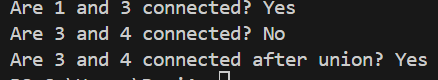 Are 1 and 3 connected? Yes
Are 3 and 4 connected? No
Are 3 and 4 connected after union? Yes